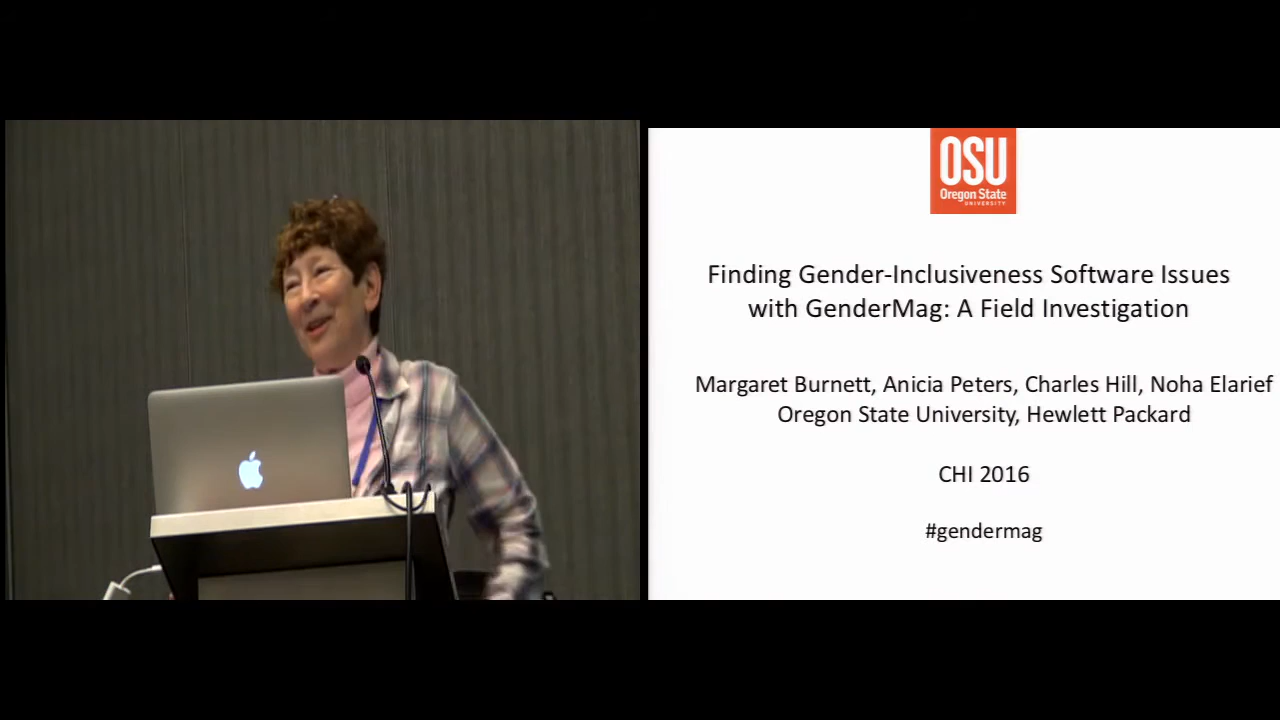 OSU
Oregon State
UNIVERSITY
Finding Gender-Inclusiveness Software Issues
with GenderMag: A Field Investigation
Margaret Burnett, Anicia Peters, Charles Hill, Noha Elarief
Oregon State University, Hewlett Packard
CHI 2016
#gendermag